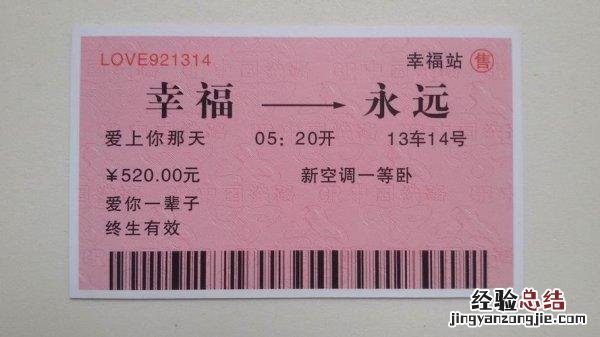 LOVE921314
幸福站 售
幸福 永远
爱上你那天 05：20开 13车14号
￥520.00元 新空调一等卧
爱你一辈子
终生有效
经验总结
jingyanzongjie.com